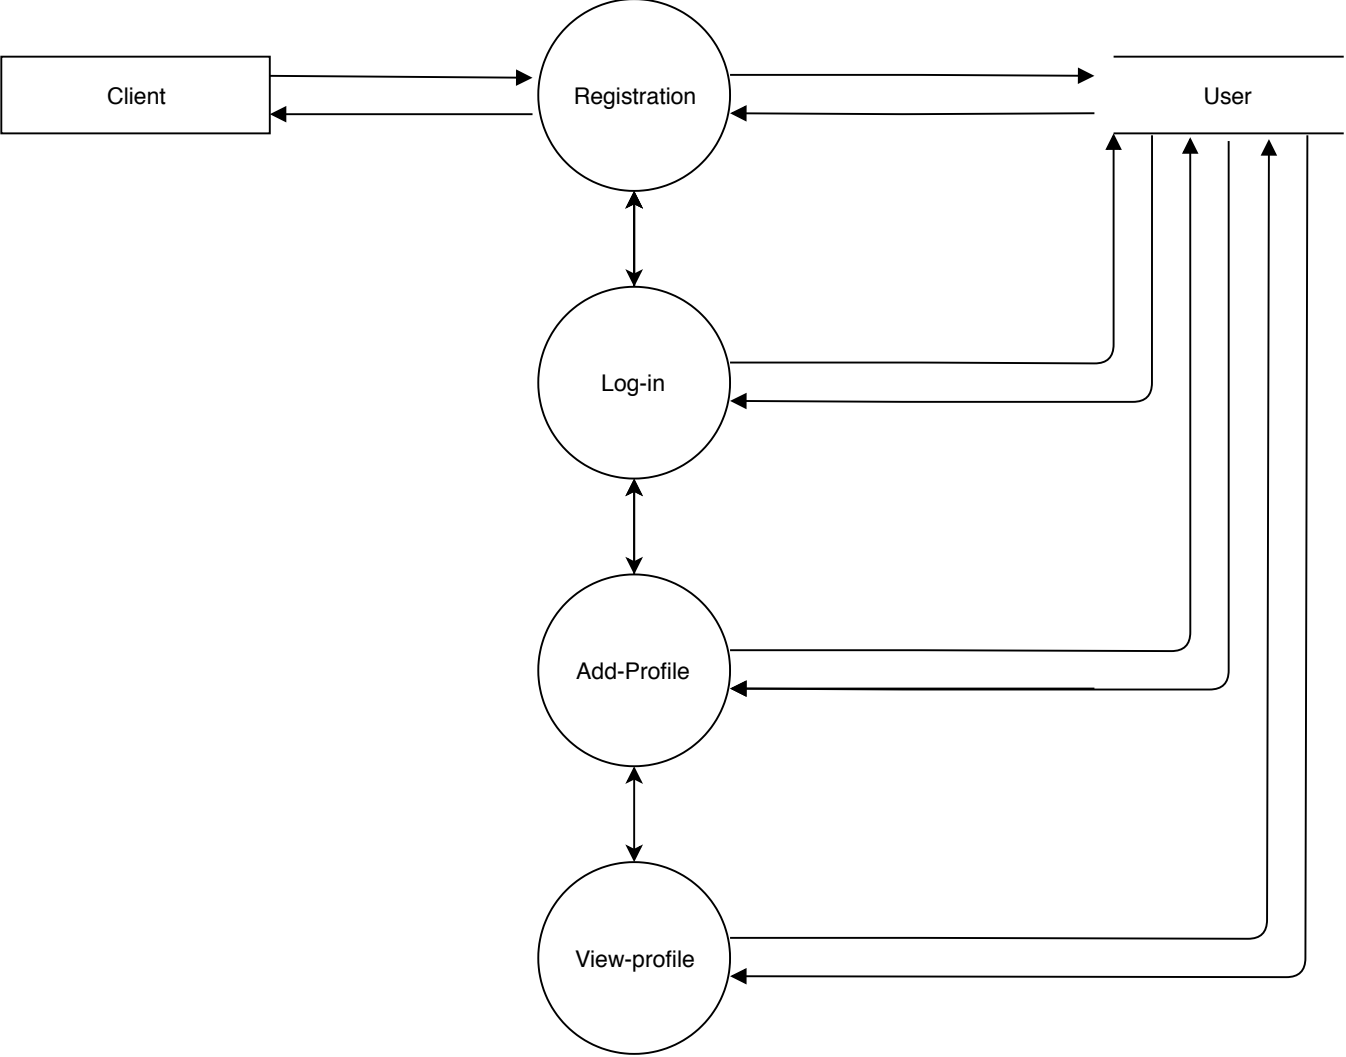 Client
Registration
User
Log-in
Add-Profile
View-profile